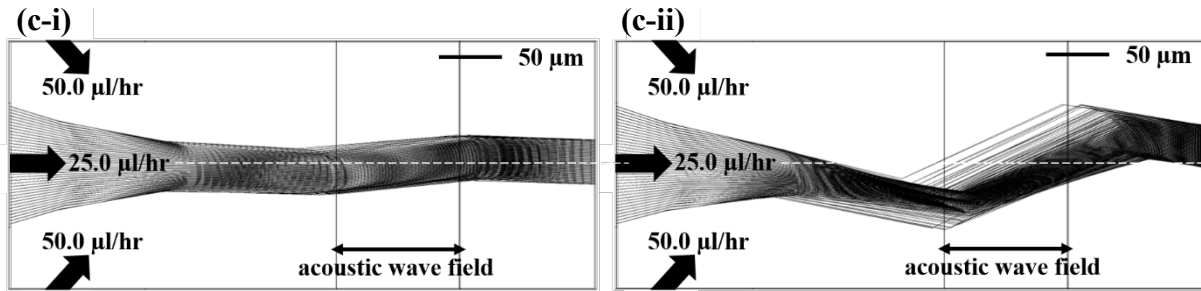 (c-i)
50 µm
50.0 µl/hr
25.0 µl/hr
50.0 µl/hr
acoustic wave field
(c-ii)
50 µm
50.0 µl/hr
25.0 µl/hr
50.0 µl/hr
acoustic wave field